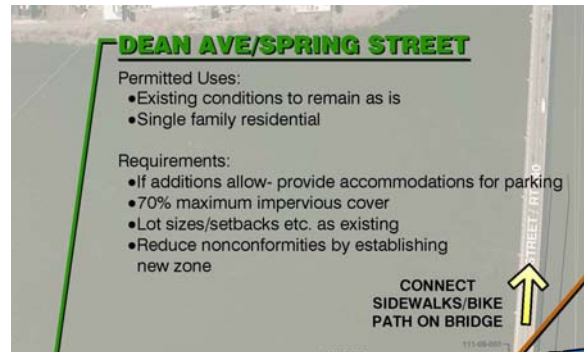 DEAN AVE/SPRING STREET
Permitted Uses:
•Existing conditions to remain as is
•Single family residential
Requirements:
•If additions allow- provide accommodations for parking
•70% maximum impervious cover
•Lot sizes/setbacks etc. as existing
•Reduce nonconformities by establishing
new zone
STREET / RT
CONNECT
SIDEWALKS/BIKE
PATH ON BRIDGE